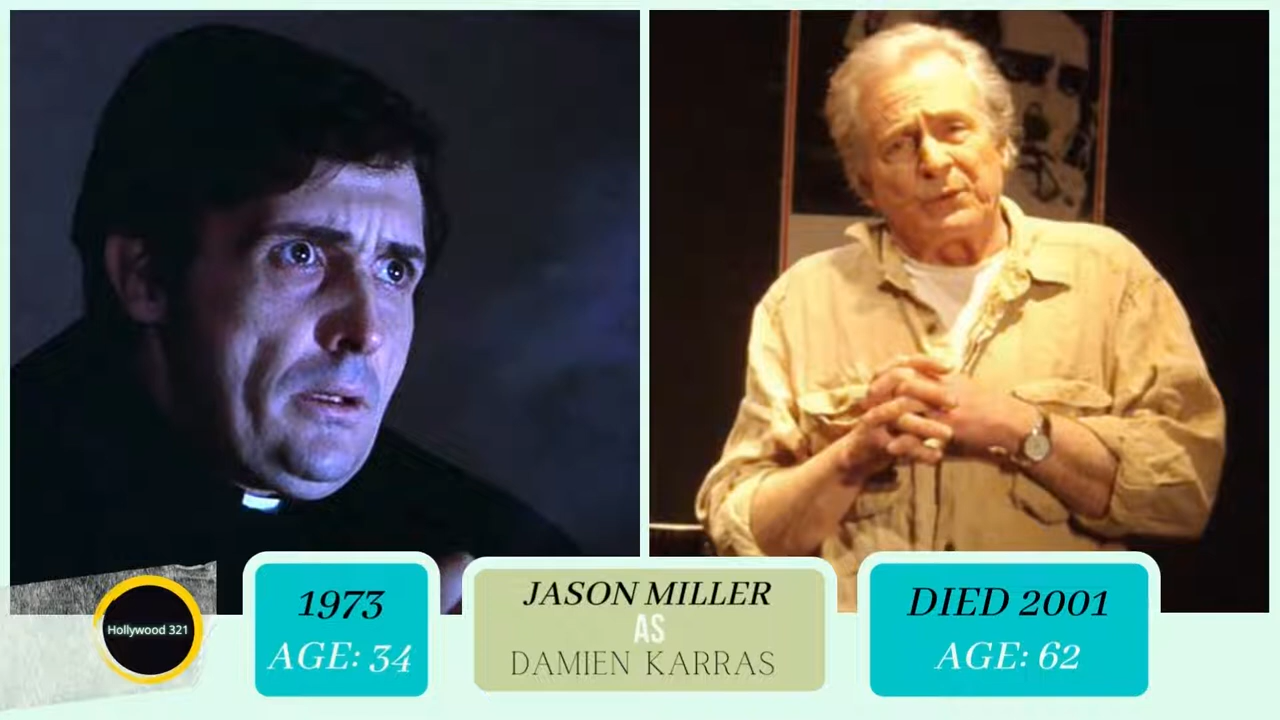 Hollywood 321
1973
AGE: 34
JASON MILLER
AS
DAMIEN KARRAS
DIED 2001
AGE: 62